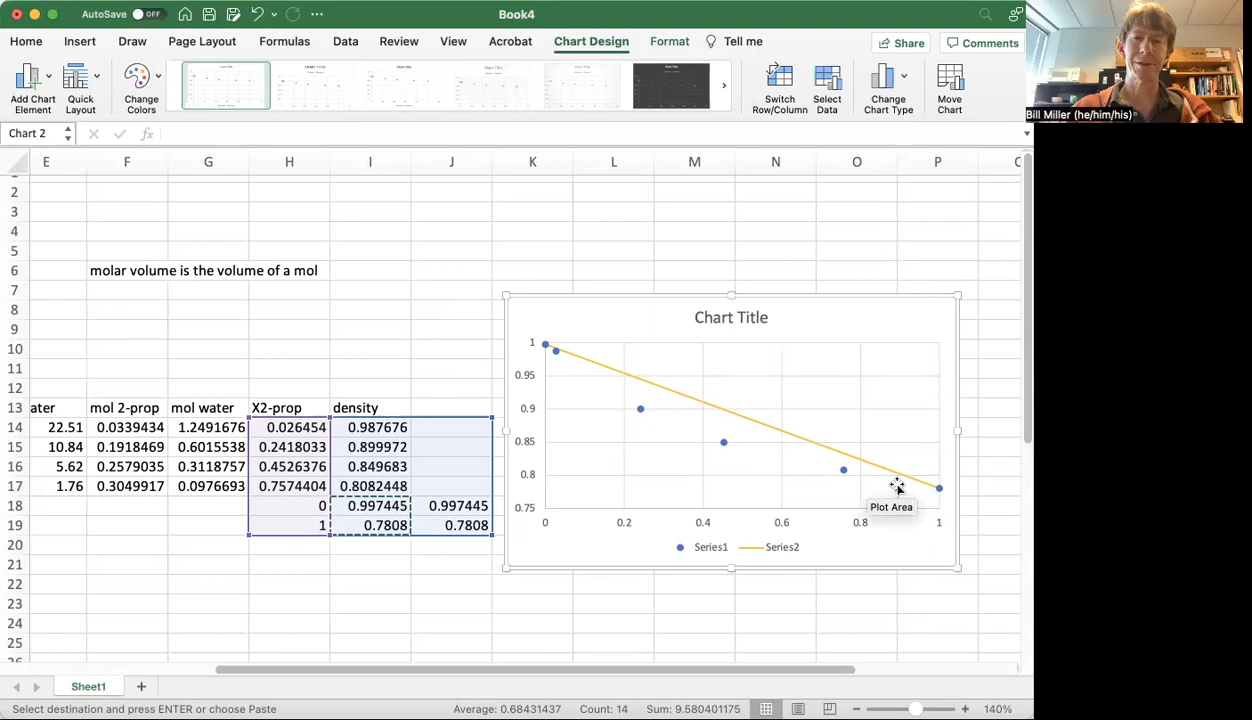 AutoSave OFF
Book4
Home Insert Draw Page Layout Formulas Data Review View Acrobat Chart Design Format Tell me
Share Comments
Add Chart Element
Quick Layout
Change Colors
Switch Row/Column
Select Data
Change Chart Type
Move Chart
Bill Miller (he/him/his)
Chart 2
fx
E F G H I J K L M N O P
2
3
4
5
6 molar volume is the volume of a mol
7
8
9
10
11
12
13 ater mol 2-prop mol water X2-prop density
14 22.51 0.0339434 1.2491676 0.026454 0.987676
15 10.84 0.1918469 0.6015538 0.2418033 0.899972
16 5.62 0.2579035 0.3118757 0.4526376 0.849683
17 1.76 0.3049917 0.0976693 0.7574404 0.8082448
18 0 0.997445 0.997445
19 1 0.7808 0.7808
20
21
22
23
24
25
Chart Title
1
0.95
0.9
0.85
0.8
0.75
0 0.2 0.4 0.6 0.8 1
Plot Area
Series1 Series2
Sheet1
Select destination and press ENTER or choose Paste
Average: 0.68431437 Count: 14 Sum: 9.580401175
140%